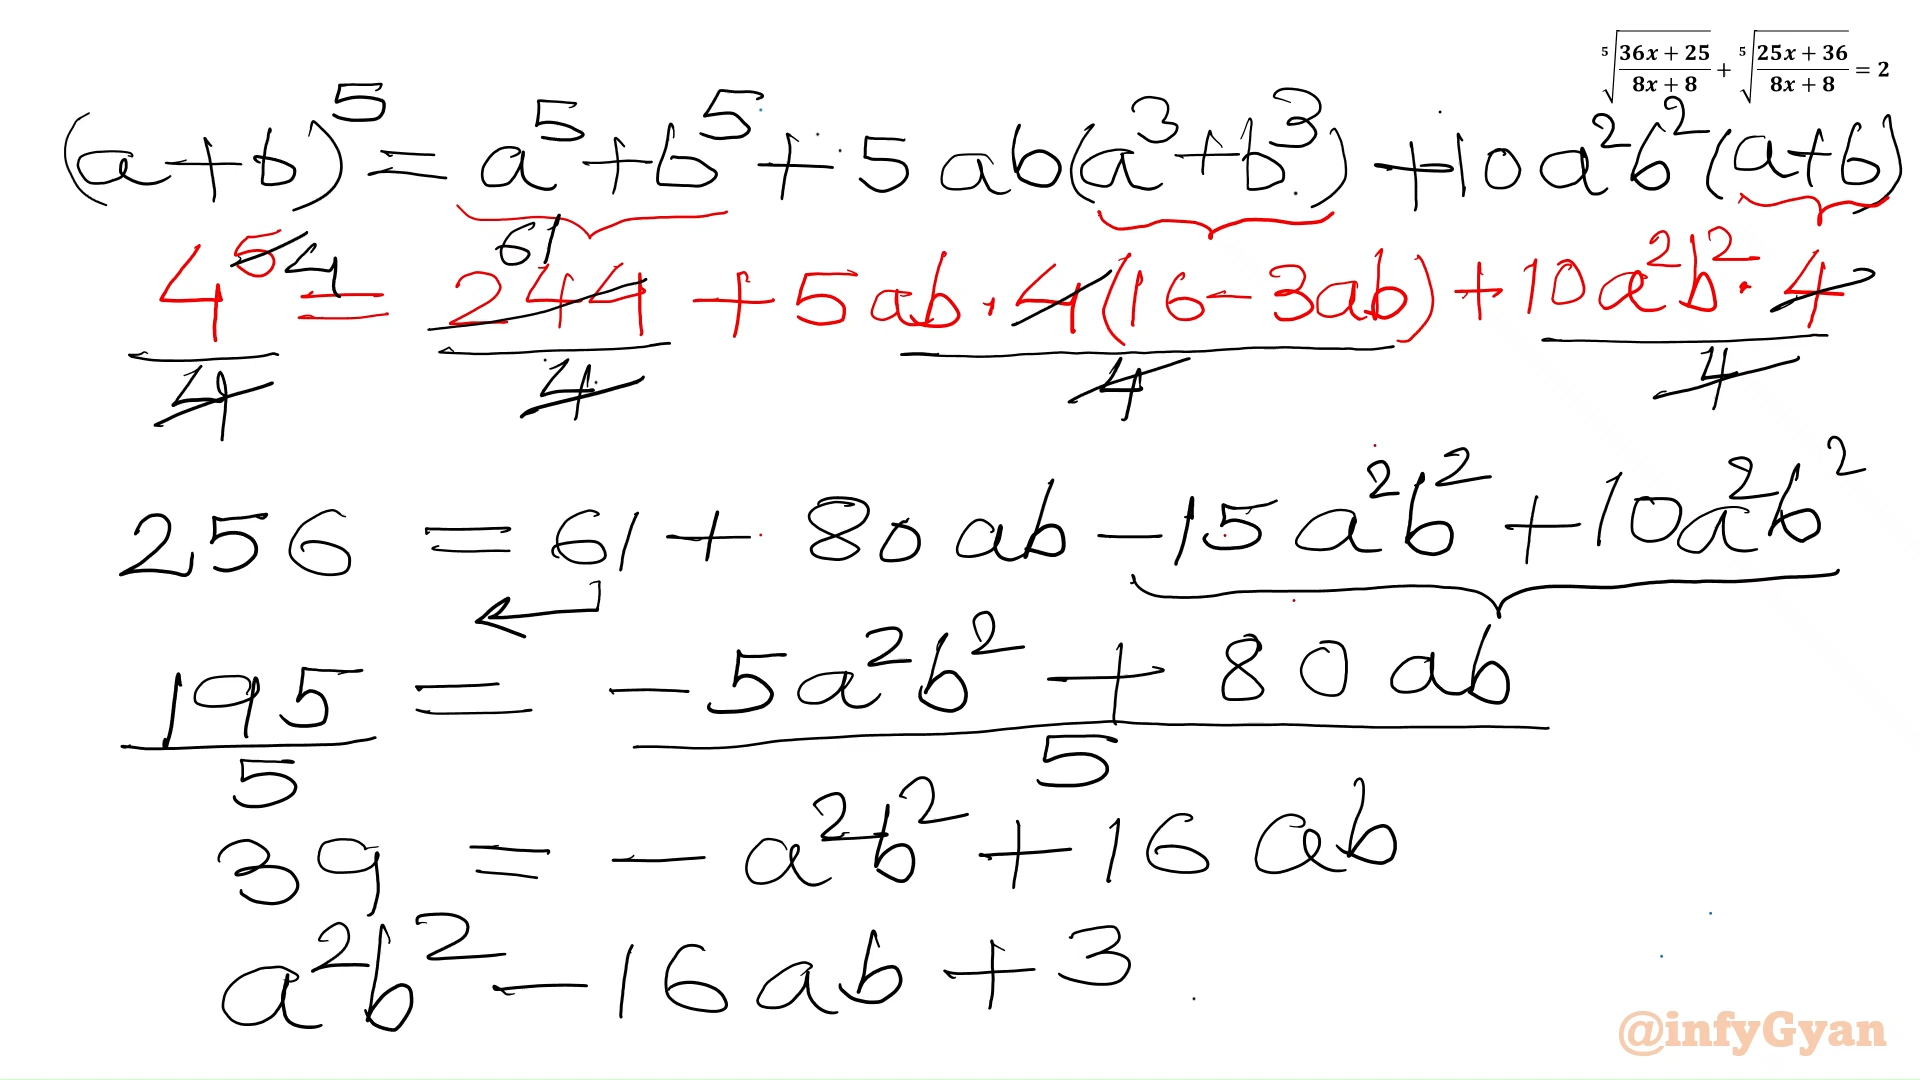 ⁵√((36x + 25)/(8x + 8)) + ⁵√((25x + 36)/(8x + 8)) = 2
(a+b)⁵ = a⁵+b⁵+5ab(a³+b³)+10a²b²(a+b)
61
4⁵ ⁴ = 244 + 5ab·4(16-3ab)+10a²b²·4
4 4 4 4
256 = 61 + 80ab -15a²b²+10a²b²
195 = -5a²b² + 80ab
5 5
39 = -a²b²+16ab
a²b²-16ab+3
@infyGyan